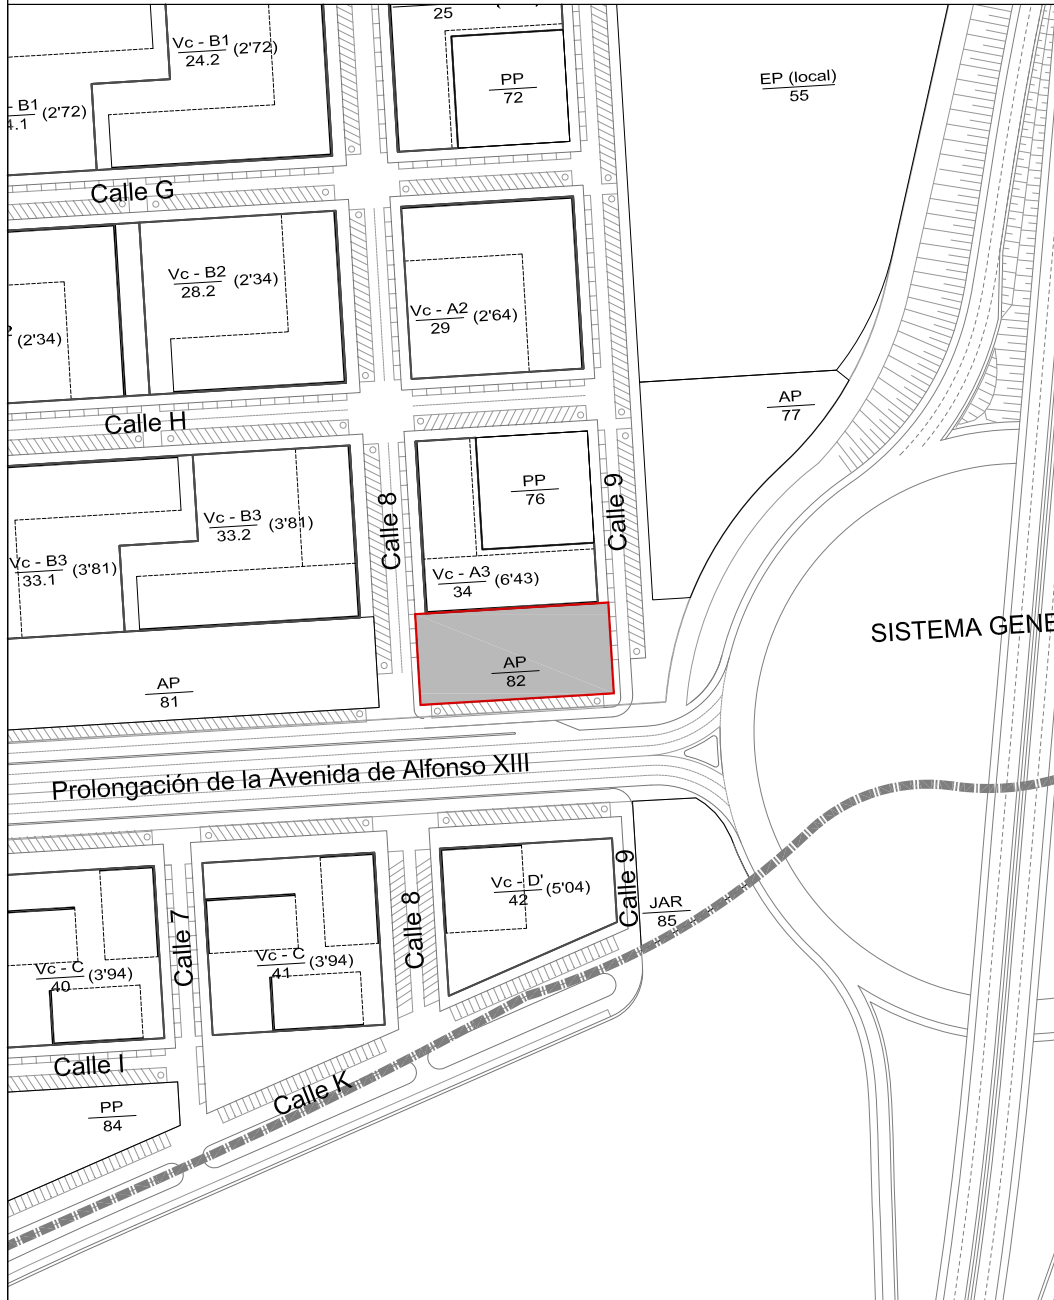 25
Vc - B1
24.2
(2'72)
PP
72
EP (local)
55
- B1
4.1
(2'72)
Calle G
Vc - B2
28.2
(2'34)
Vc - A2
29
(2'64)
2
(2'34)
AP
77
Calle H
PP
76
Calle 8
Calle 9
Vc - B3
33.2
(3'81)
Vc - B3
33.1
(3'81)
Vc - A3
34
(6'43)
SISTEMA GENE
AP
81
AP
82
Prolongación de la Avenida de Alfonso XIII
Vc - D'
42
(5'04)
Calle 9
JAR
85
Calle 8
Calle 7
Vc - C
40
(3'94)
Vc - C
41
(3'94)
Calle I
Calle K
PP
84